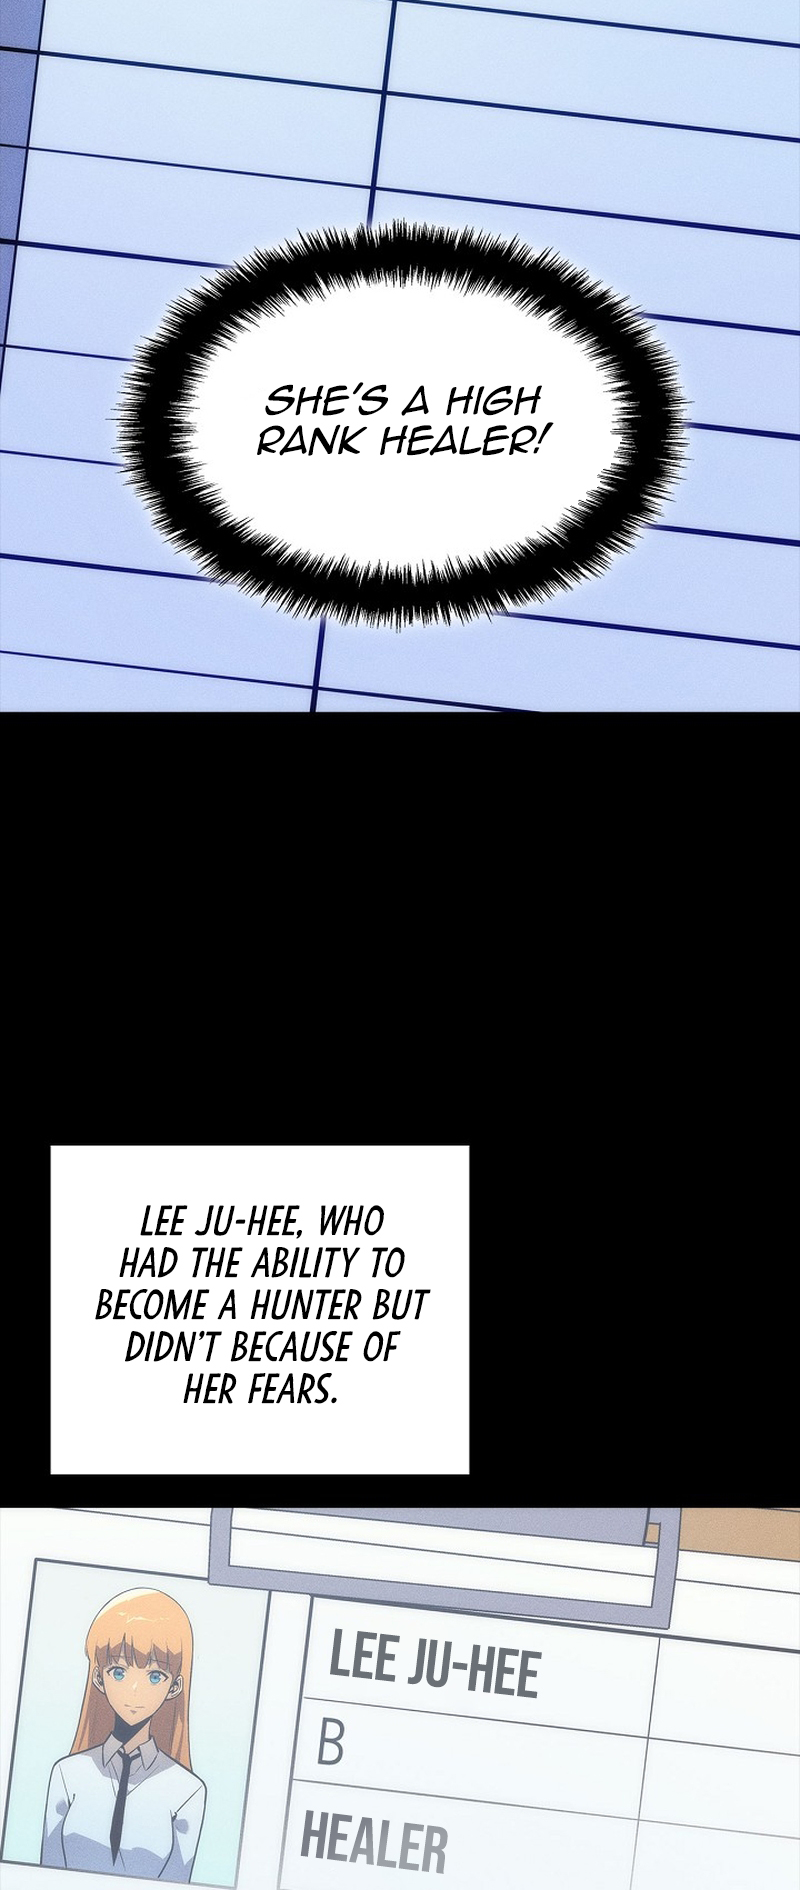 SHE'S A HIGH
RANK HEALER!
LEE JU-HEE, WHO
HAD THE ABILITY TO
BECOME A HUNTER BUT
DIDN'T BECAUSE OF
HER FEARS.
LEE JU-HEE
B
HEALER